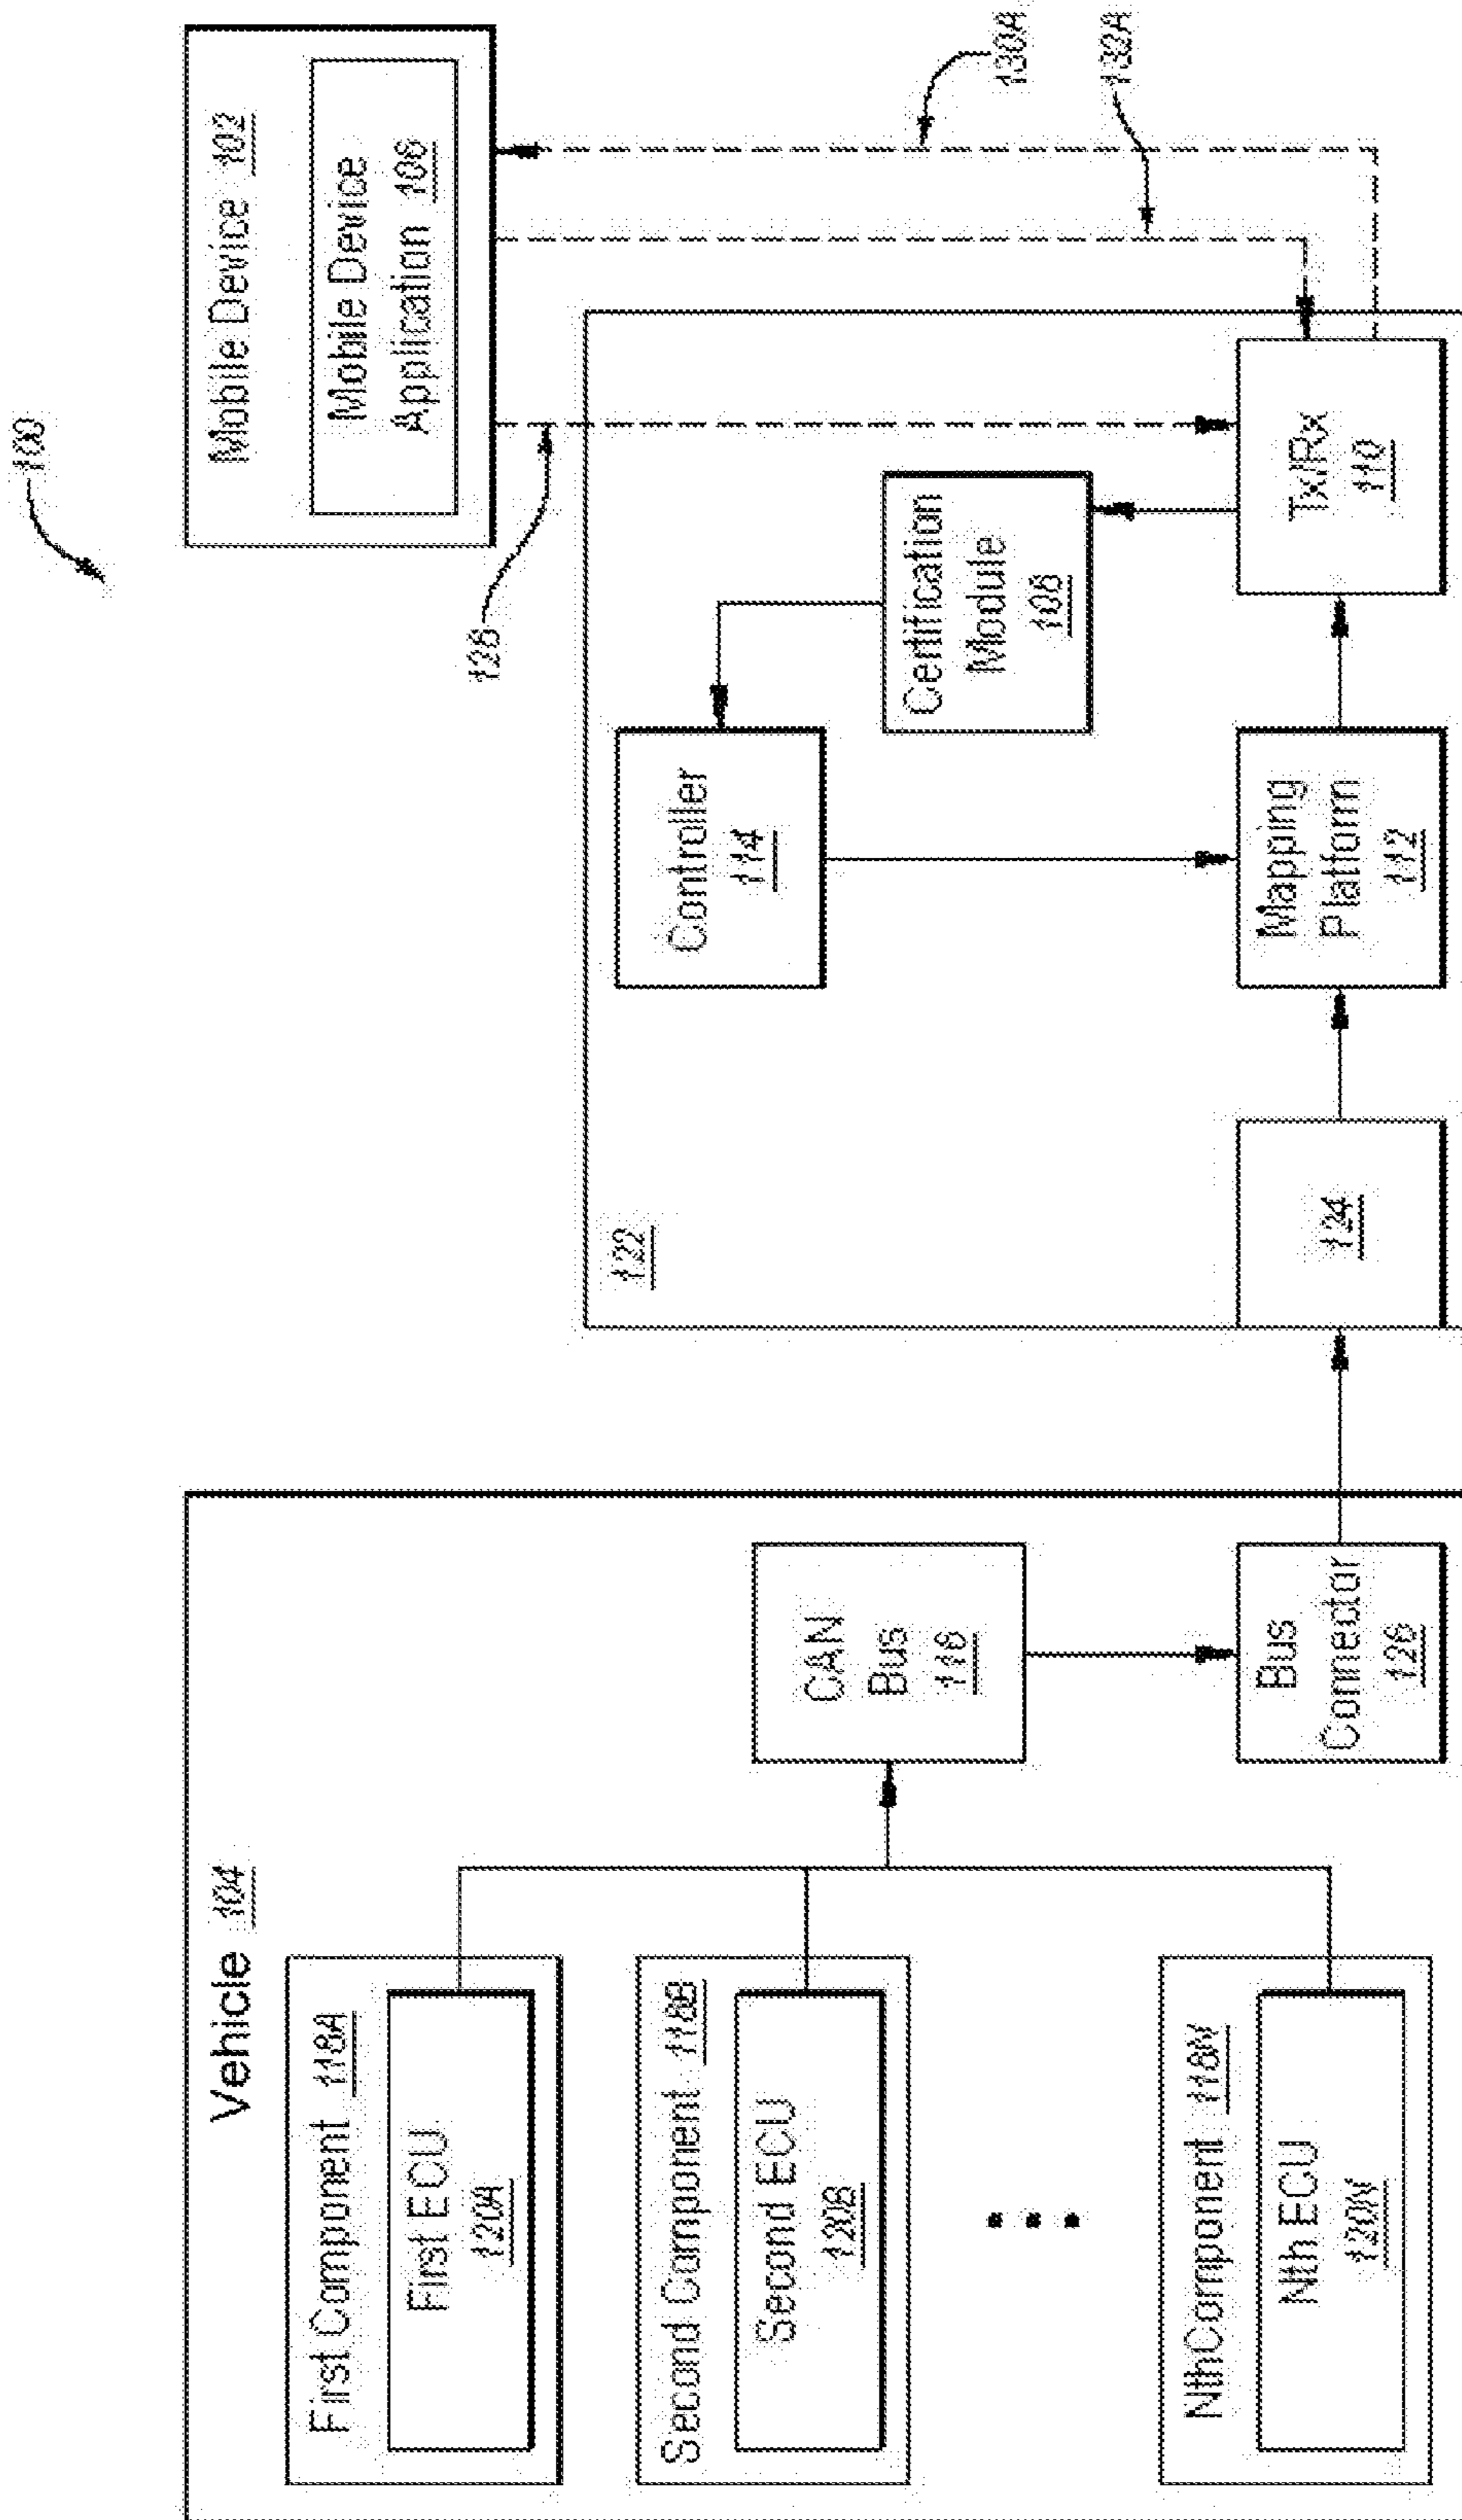 100
Vehicle 104
First Component 118A
First ECU
120A
Second Component 118B
Second ECU
120B
NthComponent 118N
Nth ECU
120N
CAN
Bus
116
Bus
Connector
126
122
124
Controller
114
Mapping
Platform
112
Certification
Module
108
Tx/Rx
110
Mobile Device 102
Mobile Device
Application 106
128
130A
132A